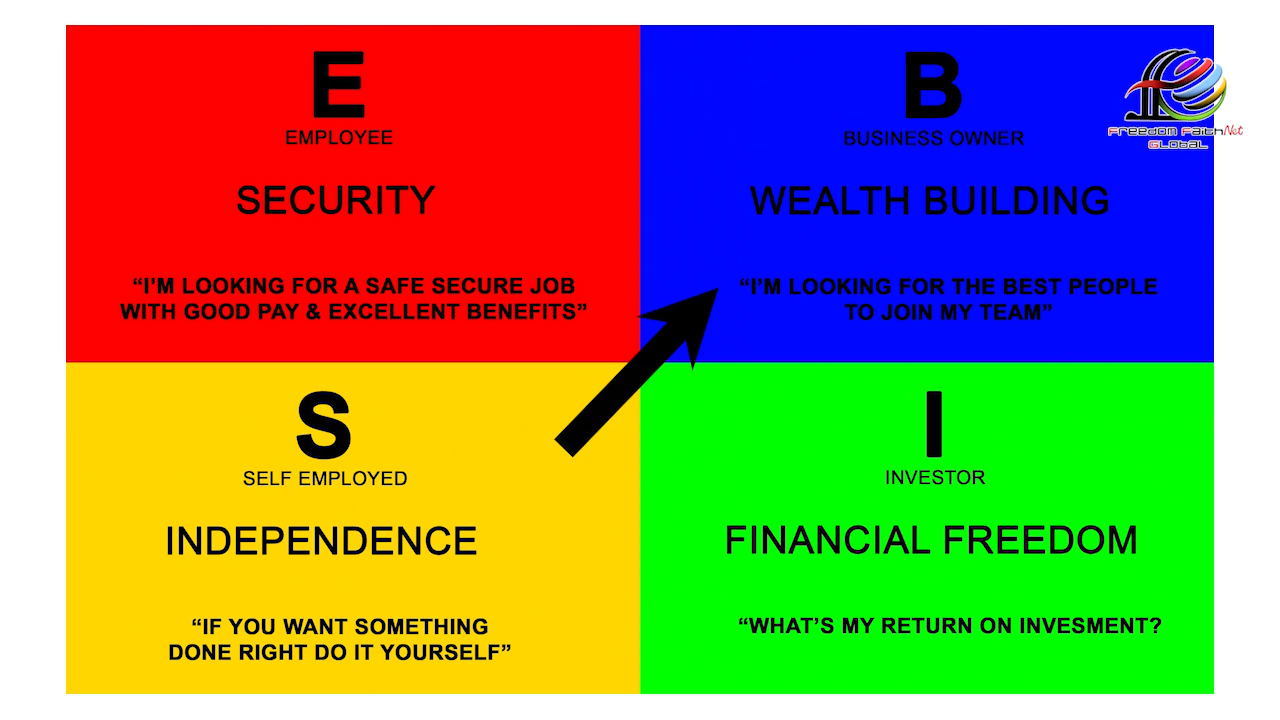 E
EMPLOYEE
SECURITY
“I’M LOOKING FOR A SAFE SECURE JOB
WITH GOOD PAY & EXCELLENT BENEFITS”
B
BUSINESS OWNER
WEALTH BUILDING
“I’M LOOKING FOR THE BEST PEOPLE
TO JOIN MY TEAM”
Freedom FaithNet
Global
S
SELF EMPLOYED
INDEPENDENCE
“IF YOU WANT SOMETHING
DONE RIGHT DO IT YOURSELF”
I
INVESTOR
FINANCIAL FREEDOM
“WHAT’S MY RETURN ON INVESMENT?